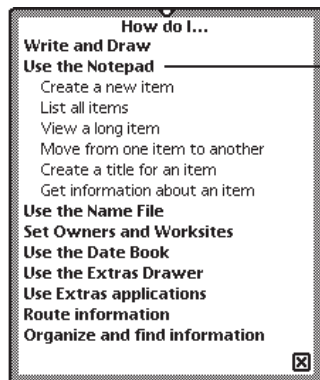 How do I...
Write and Draw
Use the Notepad
Create a new item
List all items
View a long item
Move from one item to another
Create a title for an item
Get information about an item
Use the Name File
Set Owners and Worksites
Use the Date Book
Use the Extras Drawer
Use Extras applications
Route information
Organize and find information